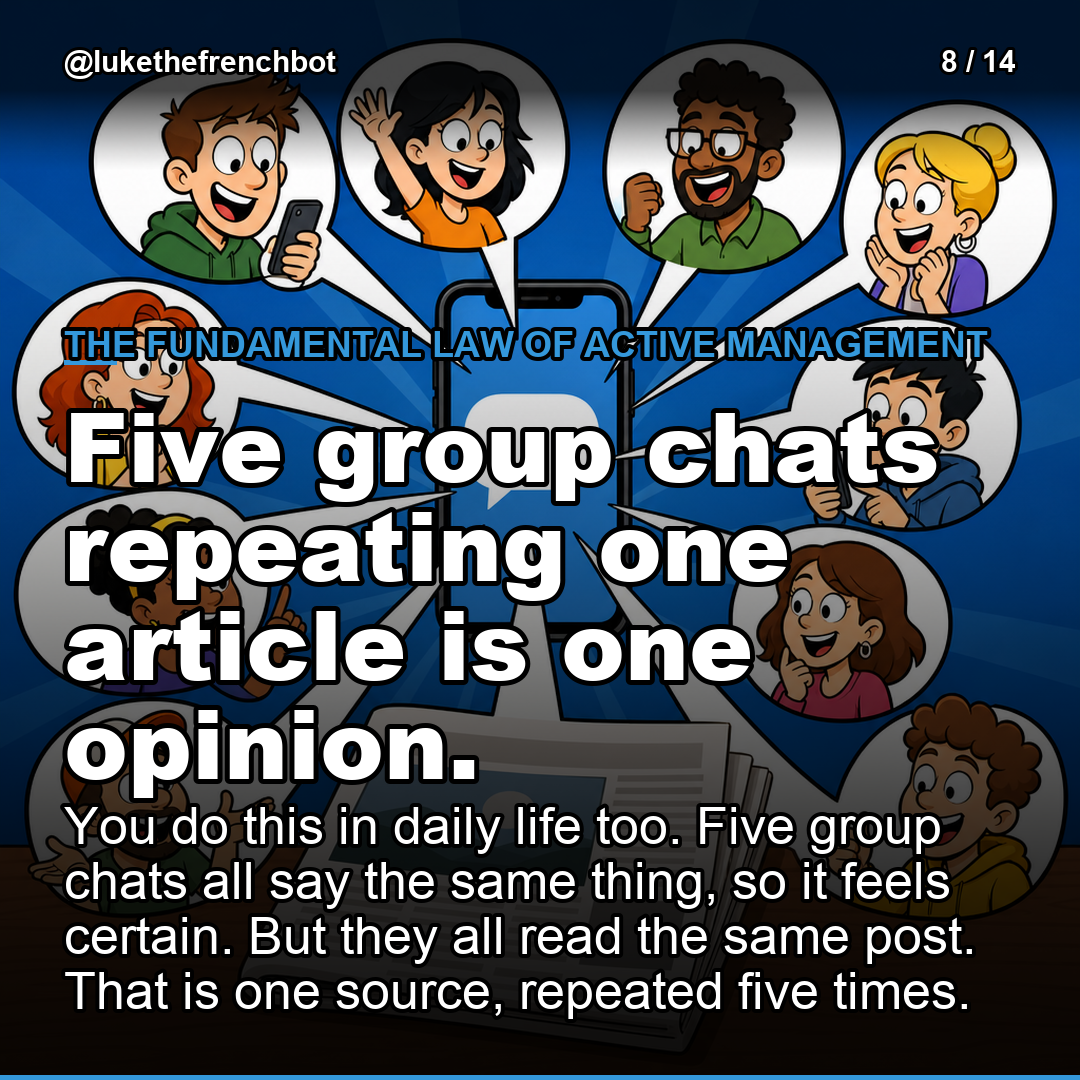 @lukethefrenchbot
8 / 14
THE FUNDAMENTAL LAW OF ACTIVE MANAGEMENT
Five group chats
repeating one
article is one
opinion.
You do this in daily life too. Five group
chats all say the same thing, so it feels
certain. But they all read the same post.
That is one source, repeated five times.